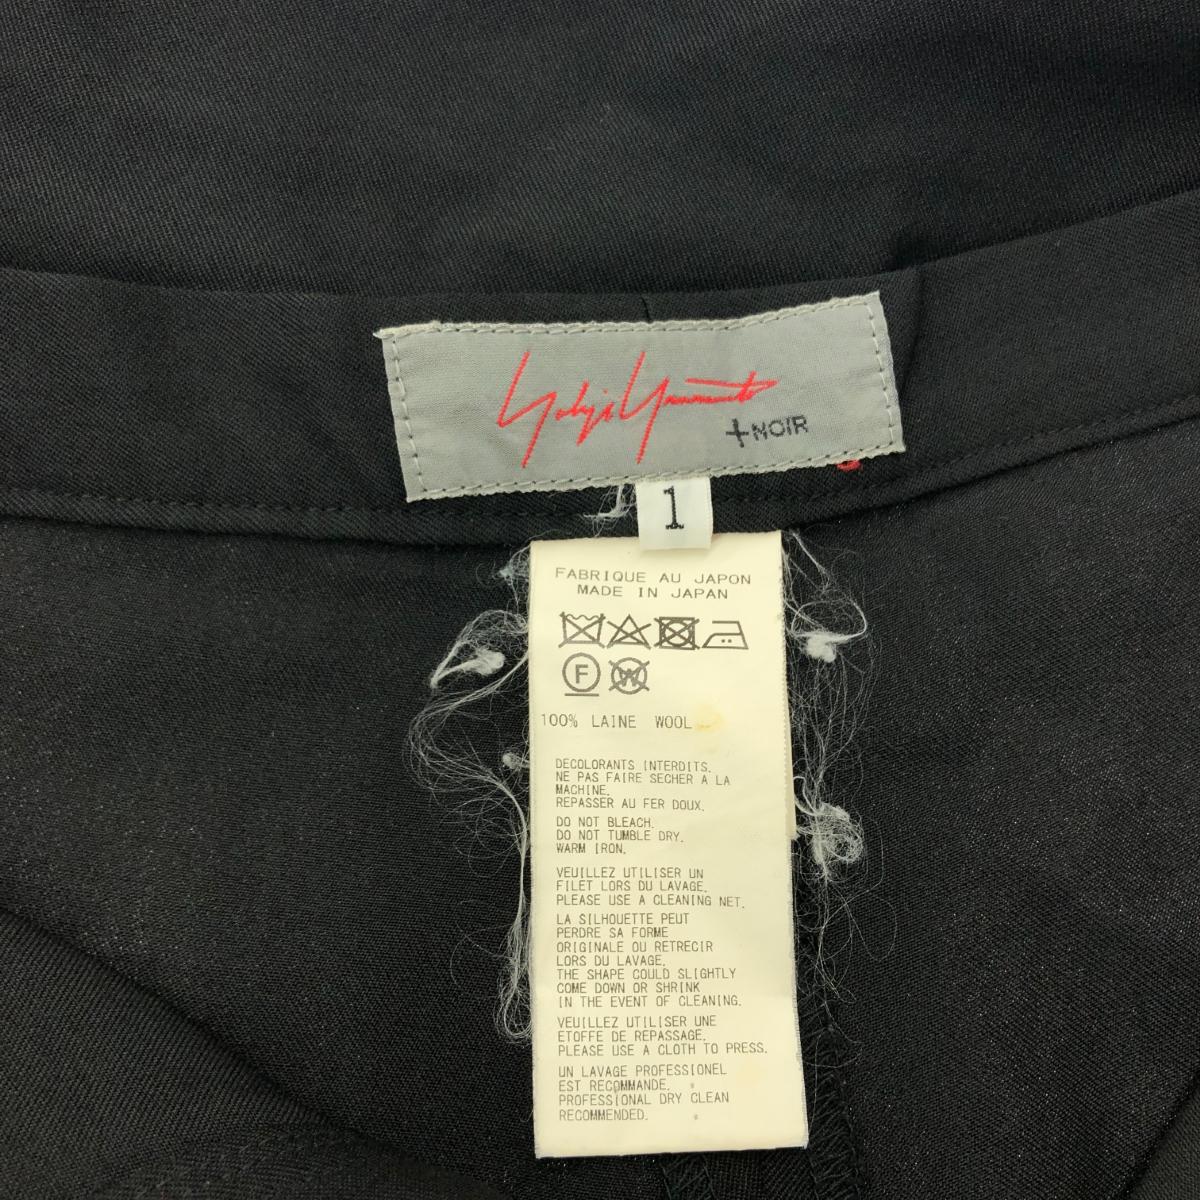 Yohji Yamamoto
+NOIR
1
FABRIQUE AU JAPON
MADE IN JAPAN
F
W
100% LAINE WOOL
DECOLORANTS INTERDITS.
NE PAS FAIRE SECHER A LA
MACHINE.
REPASSER AU FER DOUX.
DO NOT BLEACH.
DO NOT TUMBLE DRY.
WARM IRON.
VEUILLEZ UTILISER UN
FILET LORS DU LAVAGE.
PLEASE USE A CLEANING NET.
LA SILHOUETTE PEUT
PERDRE SA FORME
ORIGINALE OU RETRECIR
LORS DU LAVAGE.
THE SHAPE COULD SLIGHTLY
COME DOWN OR SHRINK
IN THE EVENT OF CLEANING.
VEUILLEZ UTILISER UNE
ETOFFE DE REPASSAGE.
PLEASE USE A CLOTH TO PRESS.
UN LAVAGE PROFESSIONEL
EST RECOMMANDE.
PROFESSIONAL DRY CLEAN
RECOMMENDED.